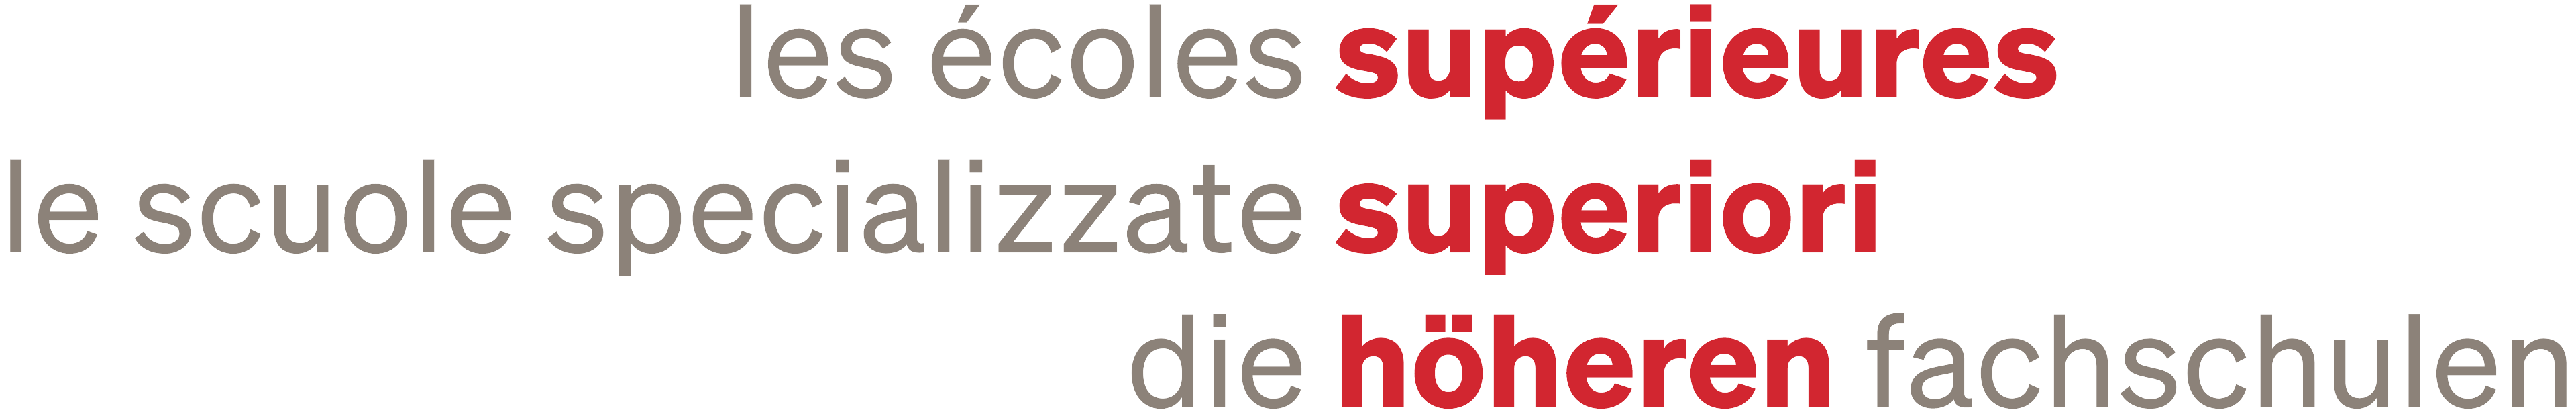 les écoles supérieures
le scuole specializzate superiori
die höheren fachschulen